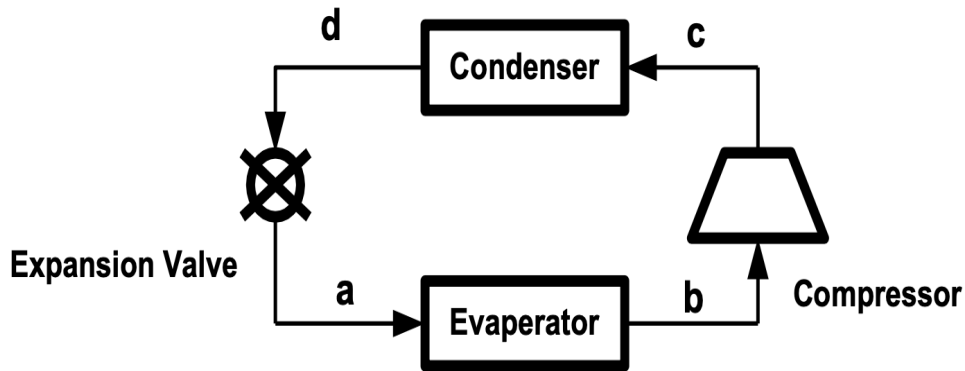 d
c
Condenser
Expansion Valve
a
Evaperator
b
Compressor